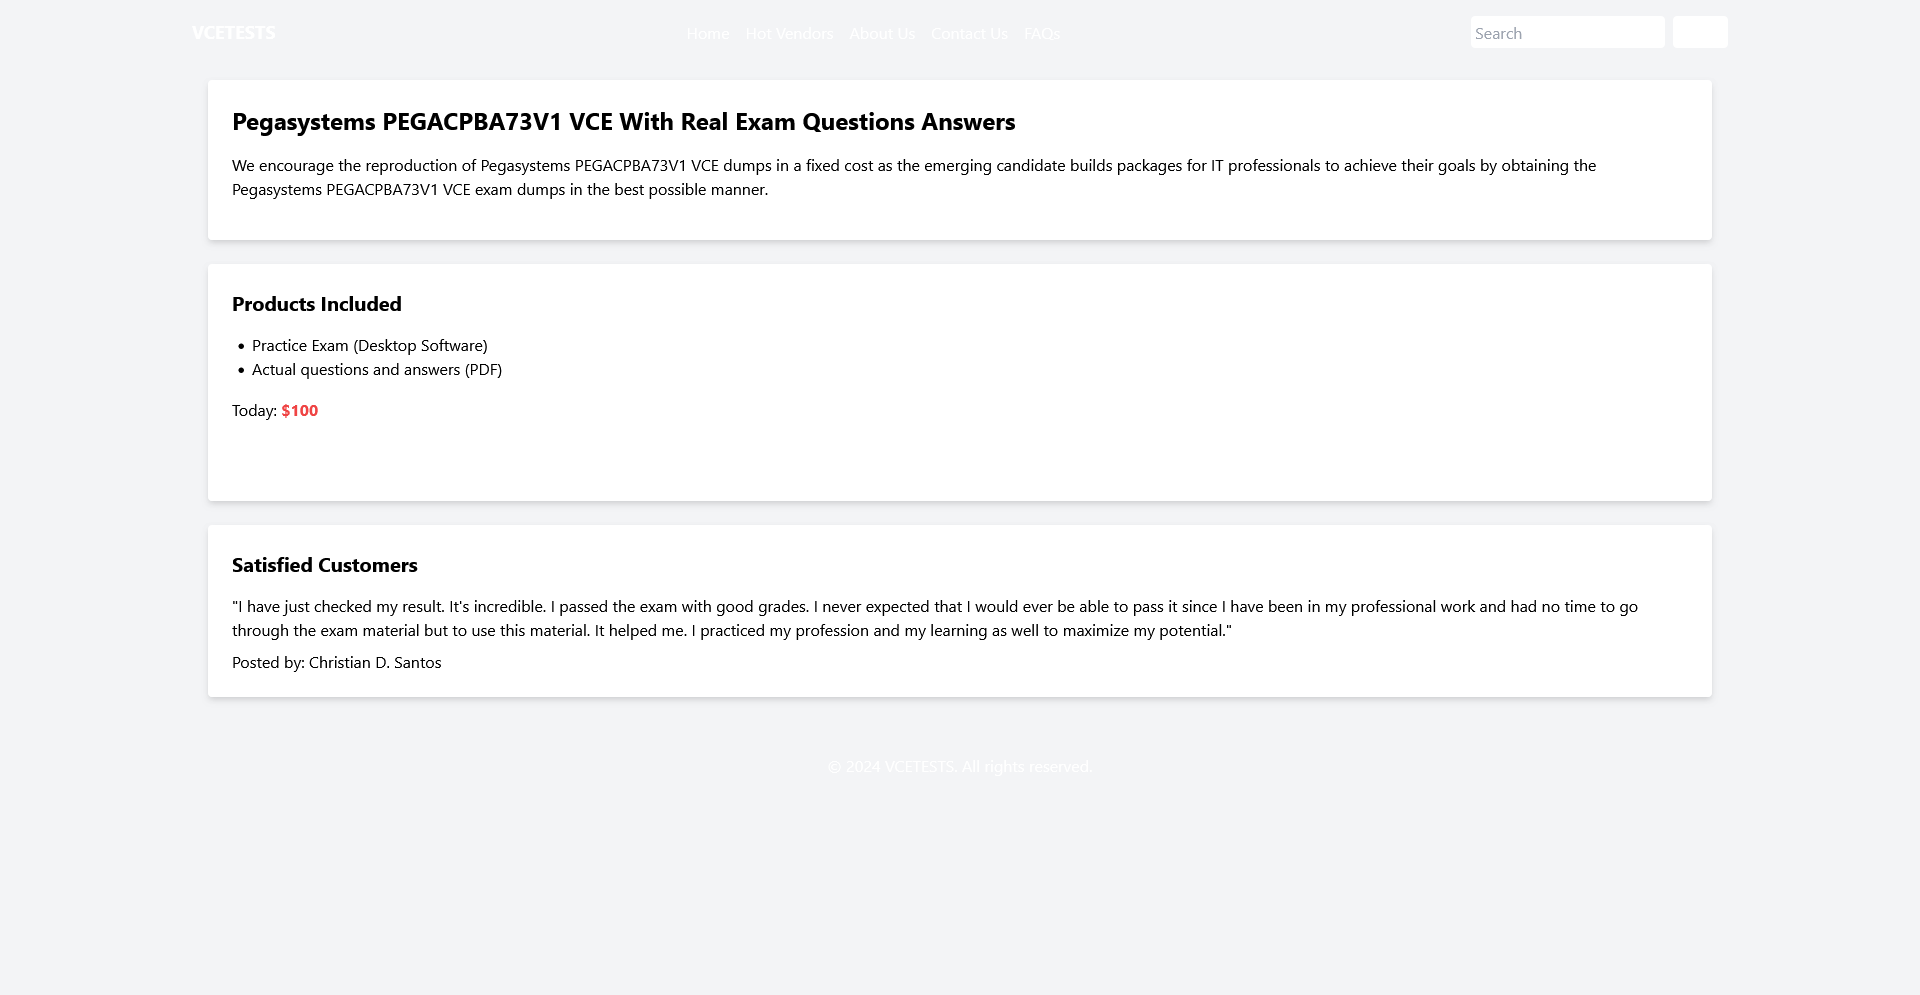 VCETESTS
Home
Hot Vendors
About Us
Contact Us
FAQs
Search
Pegasystems PEGACPBA73V1 VCE With Real Exam Questions Answers
We encourage the reproduction of Pegasystems PEGACPBA73V1 VCE dumps in a fixed cost as the emerging candidate builds packages for IT professionals to achieve their goals by obtaining the
Pegasystems PEGACPBA73V1 VCE exam dumps in the best possible manner.
Products Included
• Practice Exam (Desktop Software)
• Actual questions and answers (PDF)
Today: $100
Satisfied Customers
"I have just checked my result. It's incredible. I passed the exam with good grades. I never expected that I would ever be able to pass it since I have been in my professional work and had no time to go
through the exam material but to use this material. It helped me. I practiced my profession and my learning as well to maximize my potential."
Posted by: Christian D. Santos
© 2024 VCETESTS. All rights reserved.